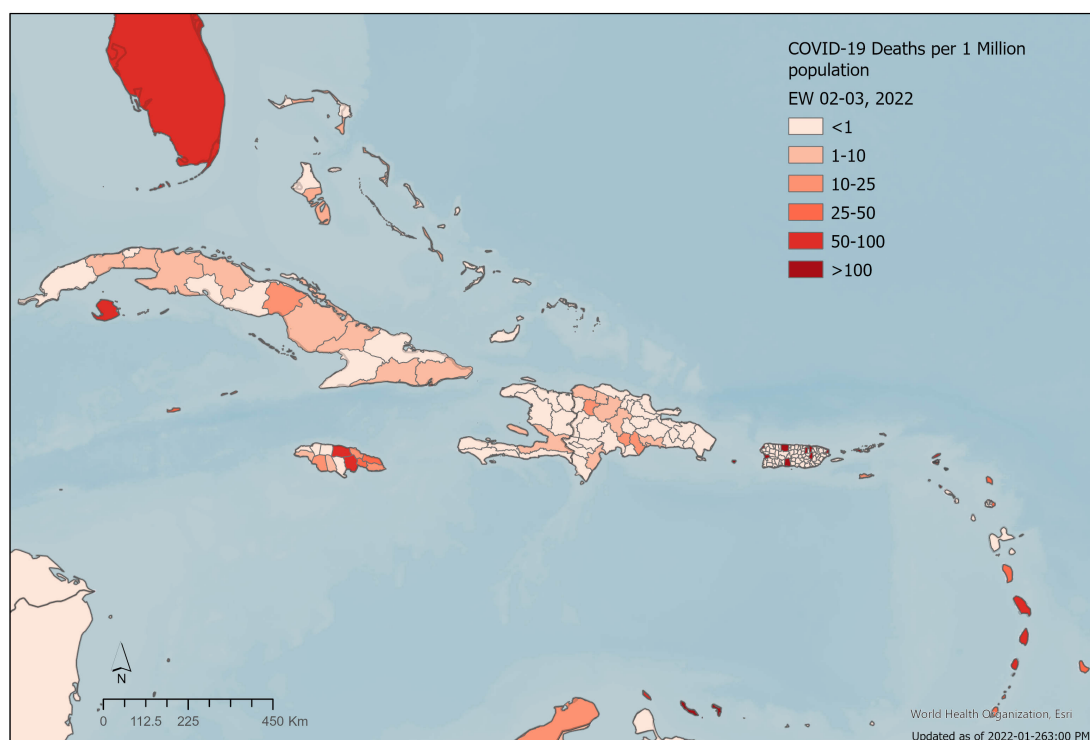 COVID-19 Deaths per 1 Million
population
EW 02-03, 2022
<1
1-10
10-25
25-50
50-100
>100
N
0 112.5 225 450 Km
World Health Organization, Esri
Updated as of 2022-01-263:00 PM